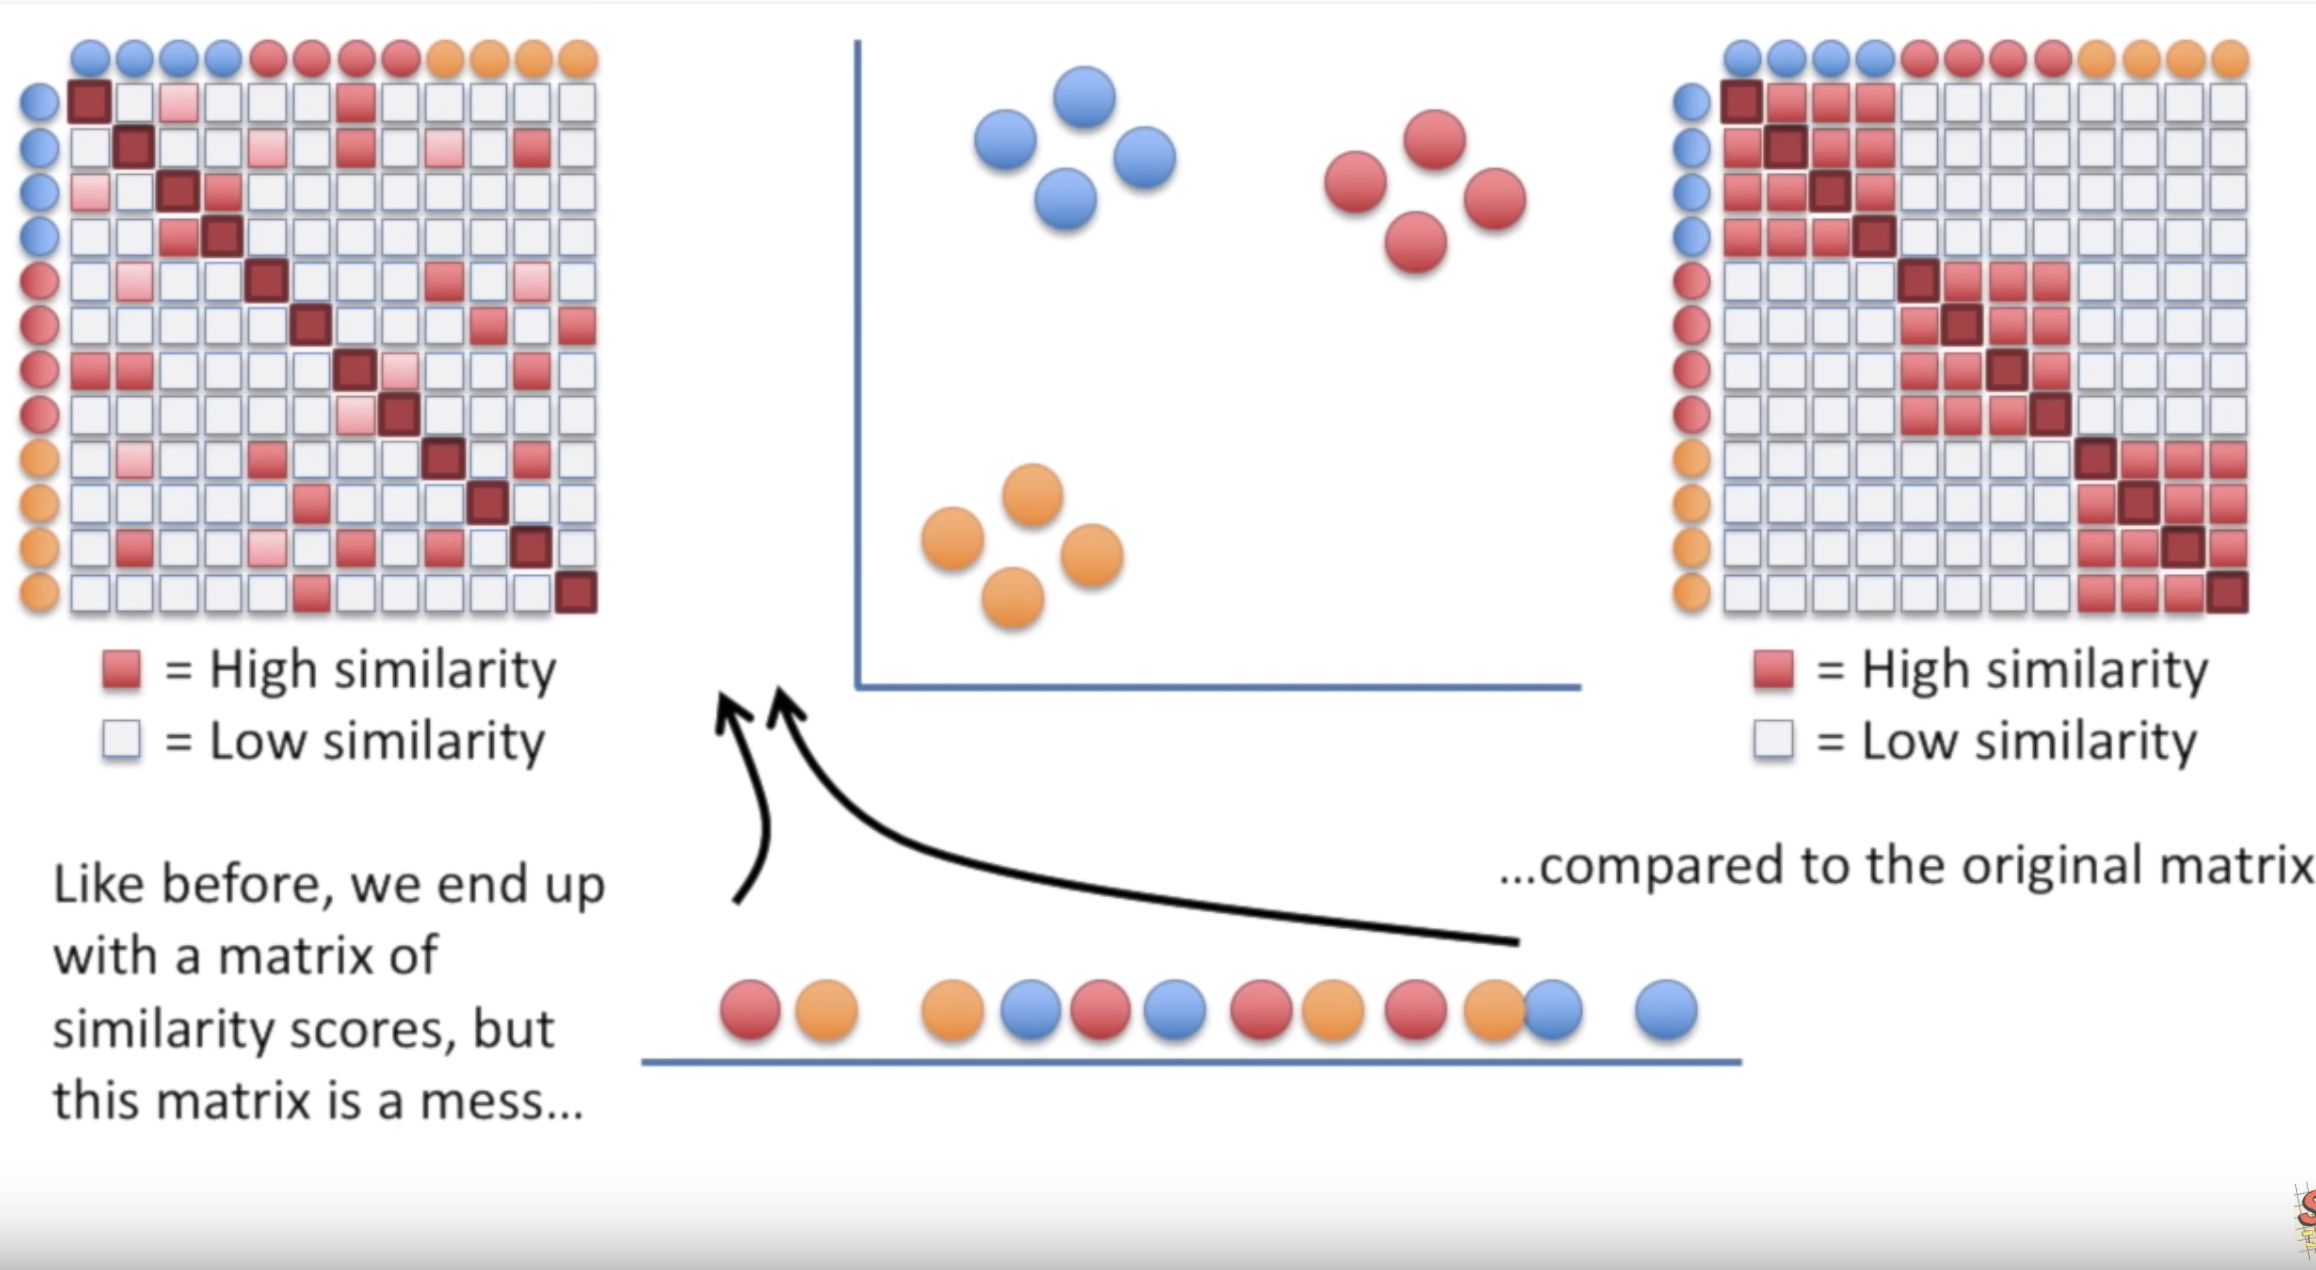 = High similarity
= Low similarity
Like before, we end up
with a matrix of
similarity scores, but
this matrix is a mess...
= High similarity
= Low similarity
...compared to the original matrix